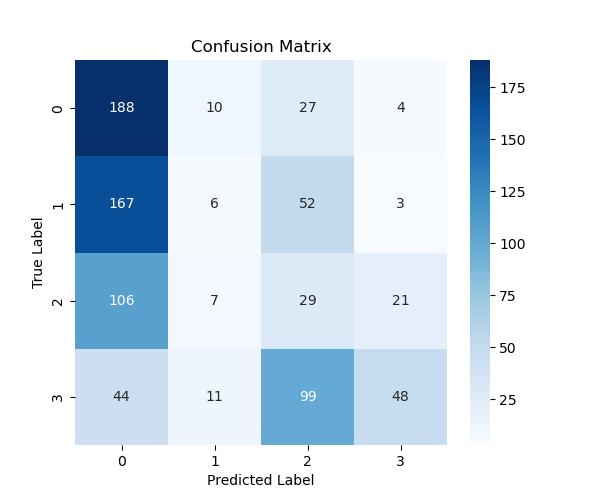 Confusion Matrix
True Label
0 188 10 27 4
1 167 6 52 3
2 106 7 29 21
3 44 11 99 48
0 1 2 3
Predicted Label
175
150
125
100
75
50
25